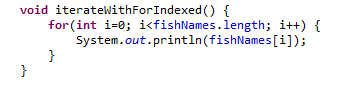 void iterateWithForIndexed() {
    for(int i=0; i<fishNames.length; i++) {
        System.out.println(fishNames[i]);
    }
}